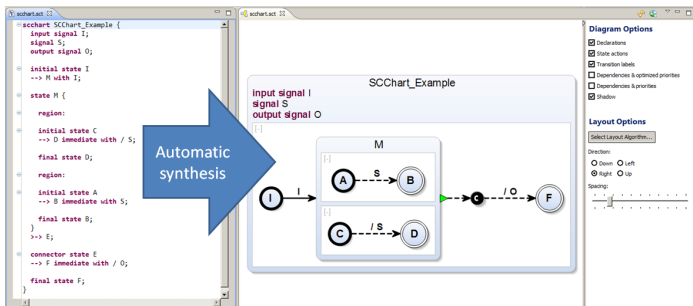 scchart.sct
scchart SCChart_Example {
input signal I;
signal S;
output signal O;
initial state I
--> M with I;
state M {
region:
initial state C
--> D immediate with / S;
final state D;
region:
initial state A
--> B immediate with S;
final state B;
}
>-> E;
connector state E
--> F immediate with / O;
final state F;
}
Automatic
synthesis
scchart.sct
SCChart_Example
input signal I
signal S
output signal O
[-]
M
[-]
A
S
B
[-]
C
/ S
D
I
I
C
/ O
F
Diagram Options
Declarations
State actions
Transition labels
Dependencies & optimized priorities
Dependencies & priorities
Shadow
Layout Options
Select Layout Algorithm...
Direction:
Down Left
Right Up
Spacing: